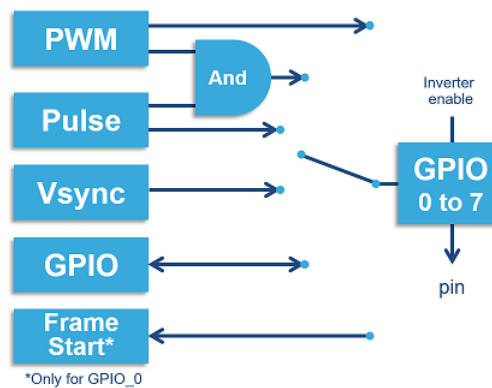 PWM
And
Pulse
Vsync
GPIO
Frame
Start*
*Only for GPIO_0
Inverter
enable
GPIO
0 to 7
pin